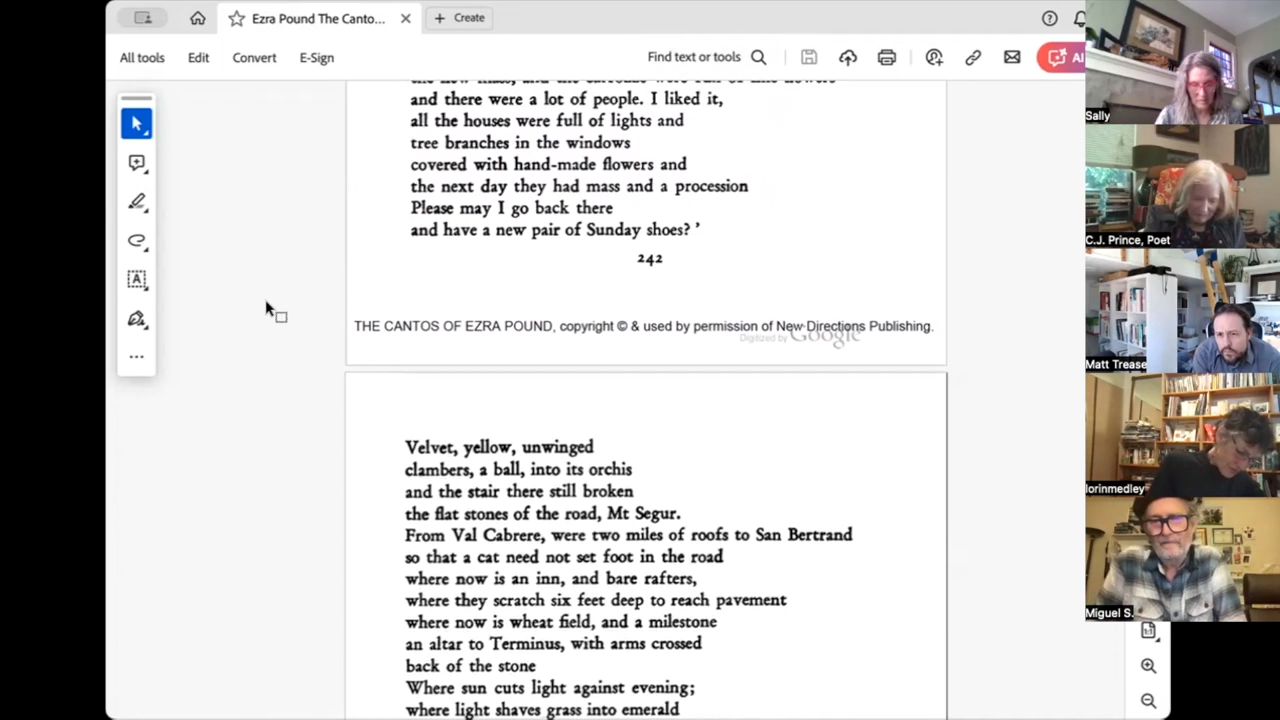 Ezra Pound The Canto...
Create
All tools
Edit
Convert
E-Sign
Find text or tools
AI
and there were a lot of people. I liked it,
all the houses were full of lights and
tree branches in the windows
covered with hand-made flowers and
the next day they had mass and a procession
Please may I go back there
and have a new pair of Sunday shoes?'
242
THE CANTOS OF EZRA POUND, copyright © & used by permission of New Directions Publishing.
Digitized by Google
Velvet, yellow, unwinged
clambers, a ball, into its orchis
and the stair there still broken
the flat stones of the road, Mt Segur.
From Val Cabrere, were two miles of roofs to San Bertrand
so that a cat need not set foot in the road
where now is an inn, and bare rafters,
where they scratch six feet deep to reach pavement
where now is wheat field, and a milestone
an altar to Terminus, with arms crossed
back of the stone
Where sun cuts light against evening;
where light shaves grass into emerald
Sally
C.J. Prince, Poet
Matt Trease
lorinmedley
Miguel S.